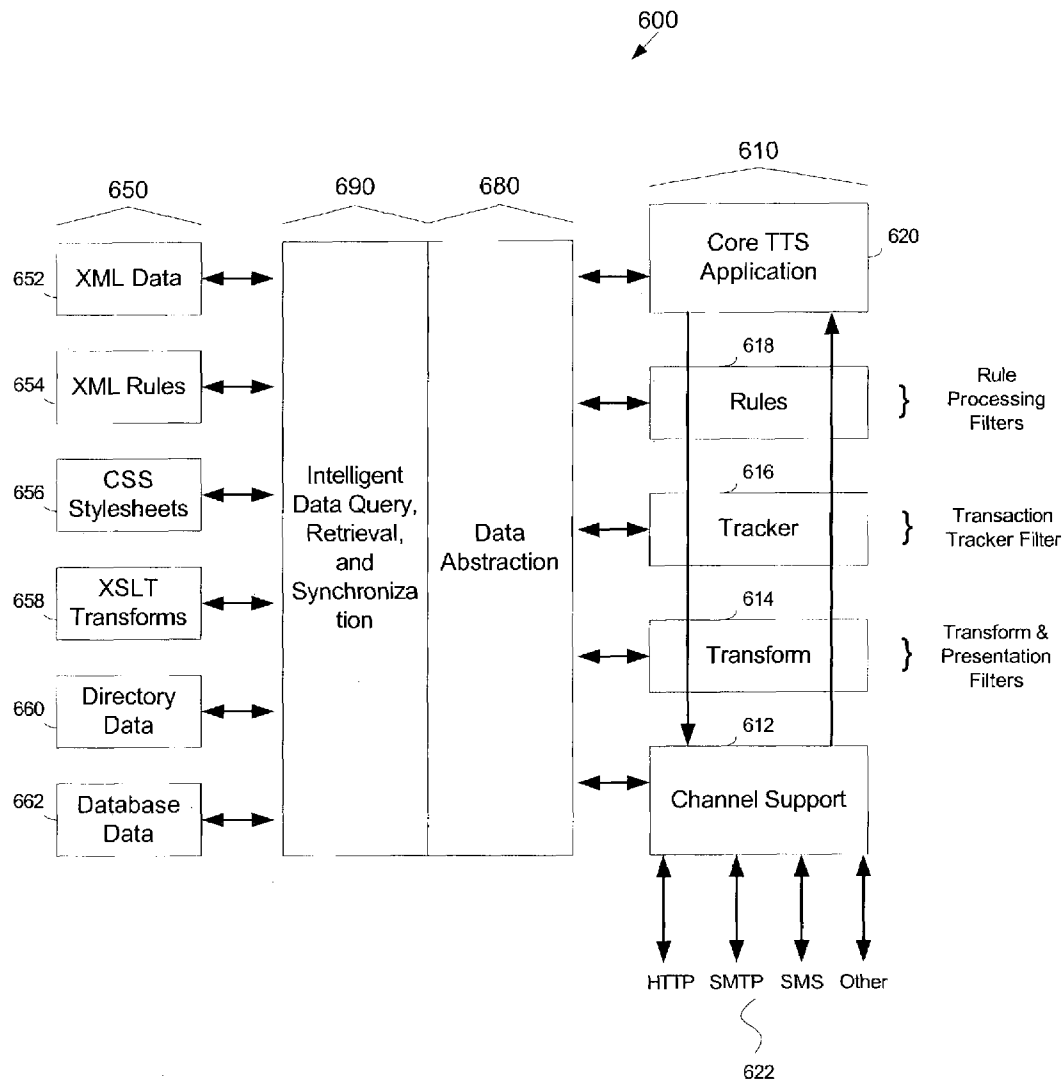 600
610
650
690
680
652
XML Data
Core TTS
Application
620
654
XML Rules
618
Rules
Rule
Processing
Filters
656
CSS
Stylesheets
Intelligent
Data Query,
Retrieval,
and
Synchroniza
tion
Data
Abstraction
616
Tracker
Transaction
Tracker Filter
658
XSLT
Transforms
614
Transform
Transform &
Presentation
Filters
660
Directory
Data
612
Channel Support
662
Database
Data
HTTP SMTP SMS Other
622